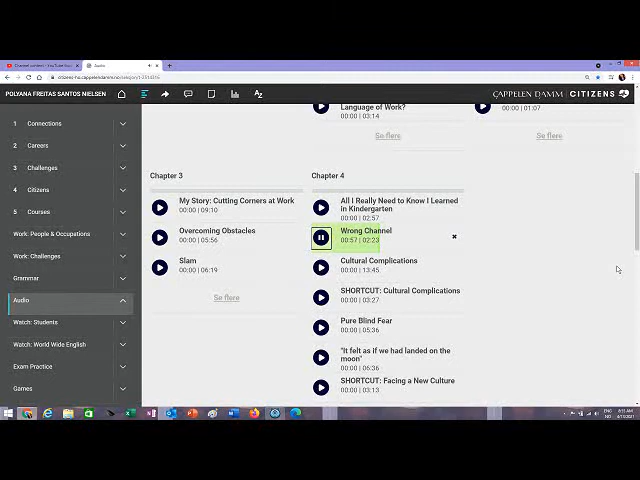 Channel content - YouTube Stu
Audio
POLYANA FREITAS SANTOS NIELSEN
CAPPELEN DAMM
CITIZENS
1 Connections
2 Careers
3 Challenges
4 Citizens
5 Courses
Work: People & Occupations
Work: Challenges
Grammar
Audio
Watch: Students
Watch: World Wide English
Exam Practice
Games
Language of Work?
00:00 | 03:14
Se flere
00:00 | 01:07
Se flere
Chapter 3
My Story: Cutting Corners at Work
00:00 | 09:10
Overcoming Obstacles
00:00 | 05:56
Slam
00:00 | 06:19
Se flere
Chapter 4
All I Really Need to Know I Learned
in Kindergarten
00:00 | 02:57
Wrong Channel
00:57 | 02:23
Cultural Complications
00:00 | 13:45
SHORTCUT: Cultural Complications
00:00 | 03:27
Pure Blind Fear
00:00 | 05:36
"It felt as if we had landed on the
moon"
00:00 | 06:36
SHORTCUT: Facing a New Culture
00:00 | 03:13
ENG
NO